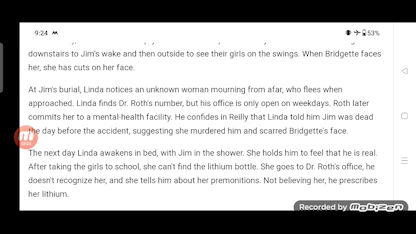 9:24
53%
downstairs to Jim's wake and then outside to see their girls on the swings. When Bridgette faces
her, she has cuts on her face.
At Jim's burial, Linda notices an unknown woman mourning from afar, who flees when
approached. Linda finds Dr. Roth's number, but his office is only open on weekdays. Roth later
commits her to a mental-health facility. He confides in Reilly that Linda told him Jim was dead
the day before the accident, suggesting she murdered him and scarred Bridgette's face.
The next day Linda awakens in bed, with Jim in the shower. She holds him to feel that he is real.
After taking the girls to school, she can't find the lithium bottle. She goes to Dr. Roth's office, he
doesn't recognize her, and she tells him about her premonitions. Not believing her, he prescribes
her lithium.
Recorded by Mobizen